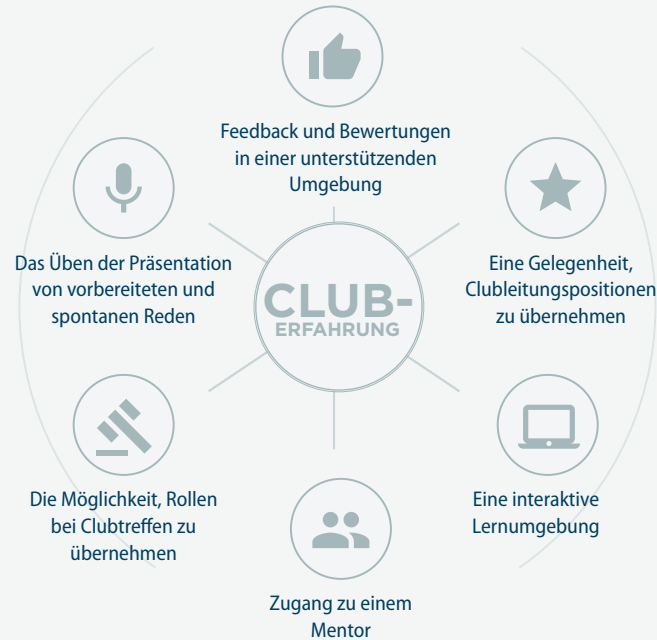 Feedback und Bewertungen
in einer unterstützenden
Umgebung
Das Üben der Präsentation
von vorbereiteten und
spontanen Reden
Eine Gelegenheit,
Clubleitungspositionen
zu übernehmen
CLUB-
ERFAHRUNG
Die Möglichkeit, Rollen
bei Clubtreffen zu
übernehmen
Eine interaktive
Lernumgebung
Zugang zu einem
Mentor